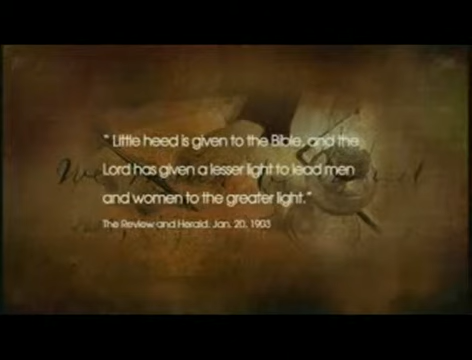 " Little heed is given to the Bible, and the
Lord has given a lesser light to lead men
and women to the greater light."
The Review and Herald, Jan. 20, 1903